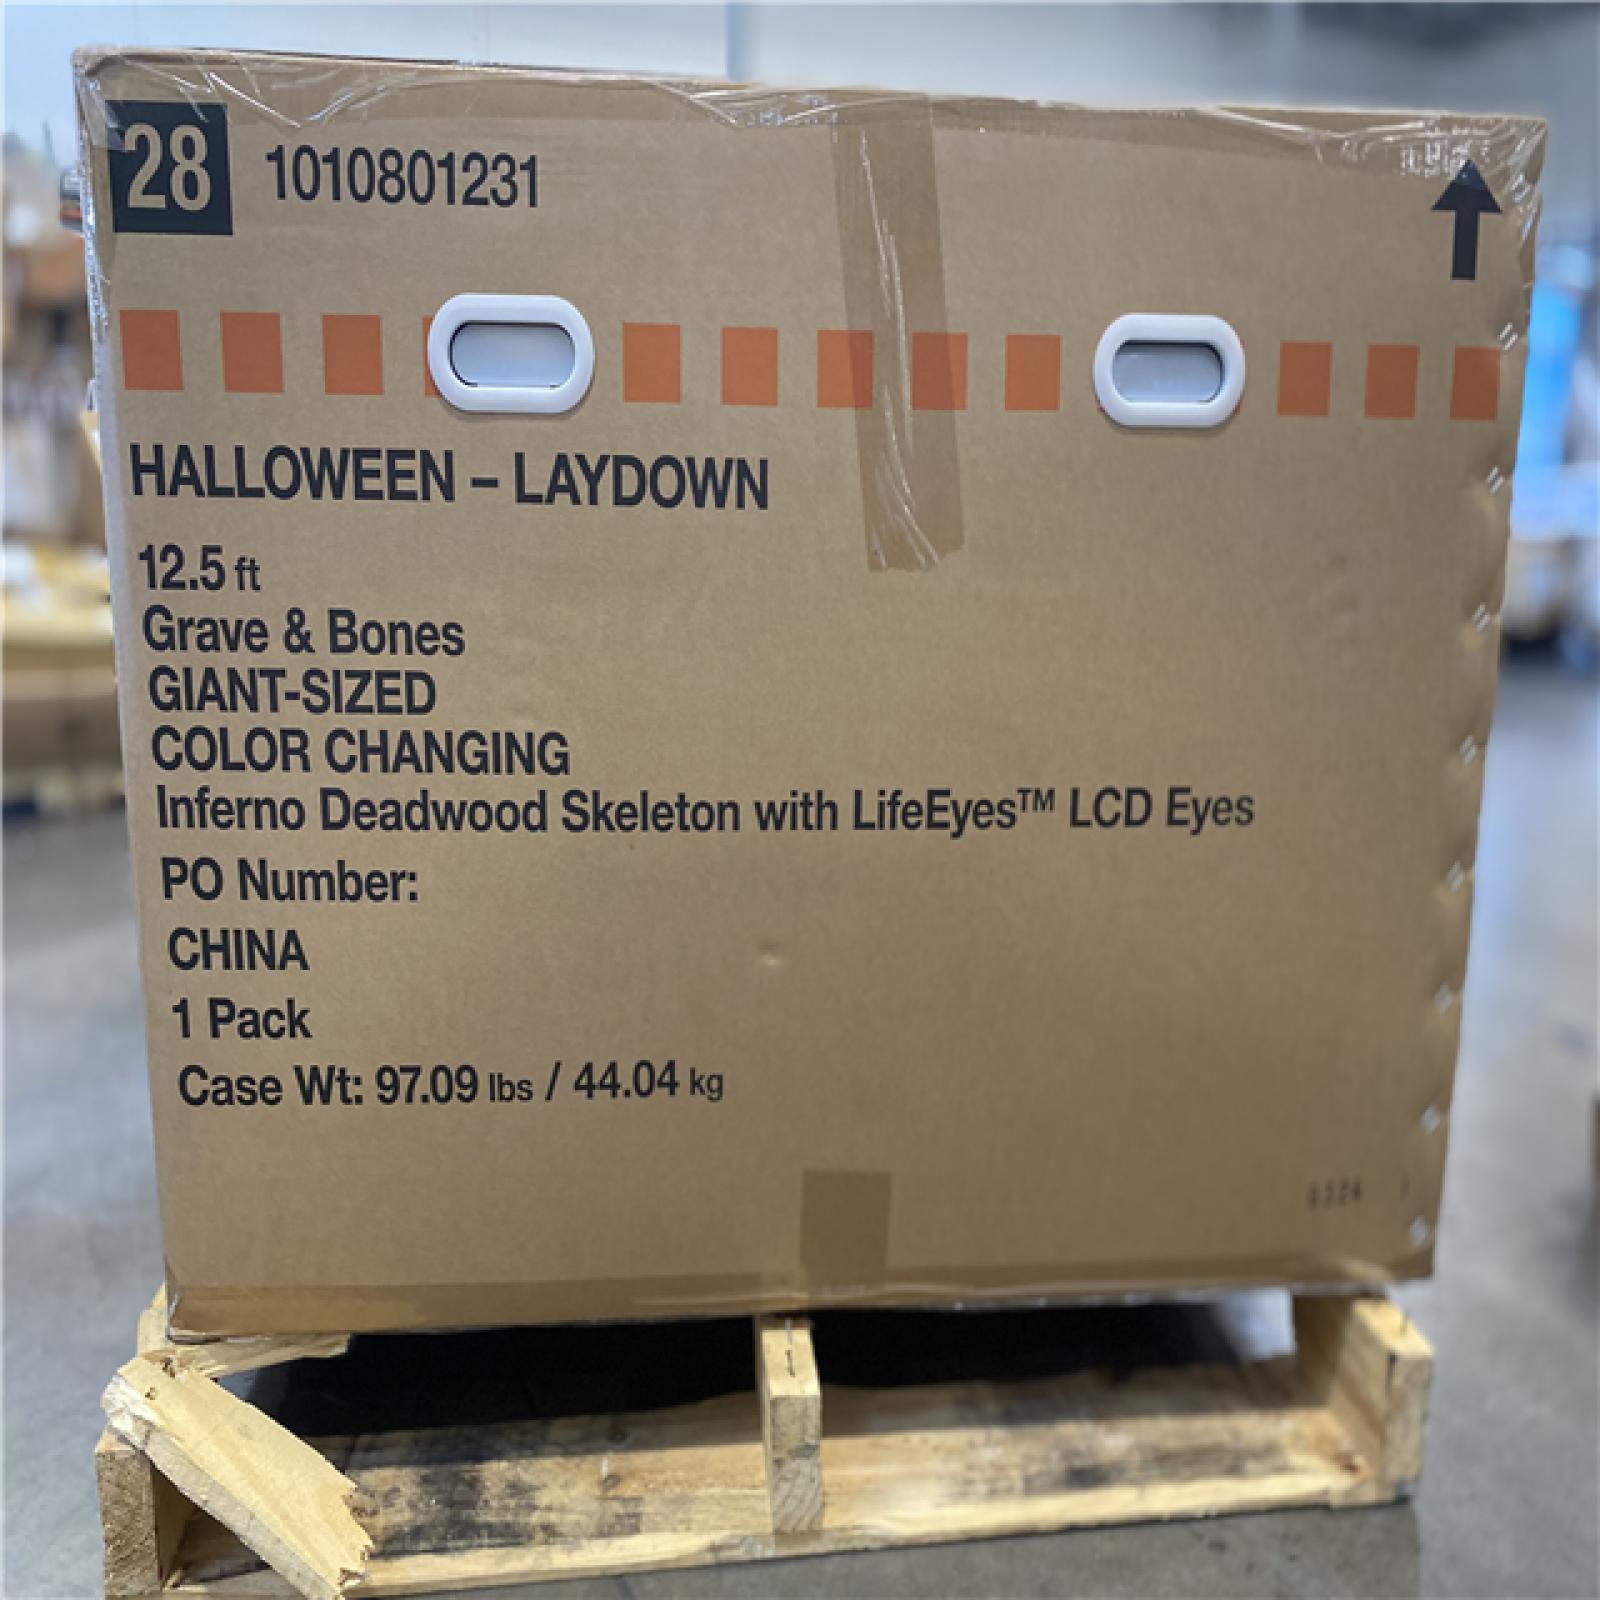 28 1010801231
HALLOWEEN – LAYDOWN
12.5 ft
Grave & Bones
GIANT-SIZED
COLOR CHANGING
Inferno Deadwood Skeleton with LifeEyes™ LCD Eyes
PO Number:
CHINA
1 Pack
Case Wt: 97.09 lbs / 44.04 kg